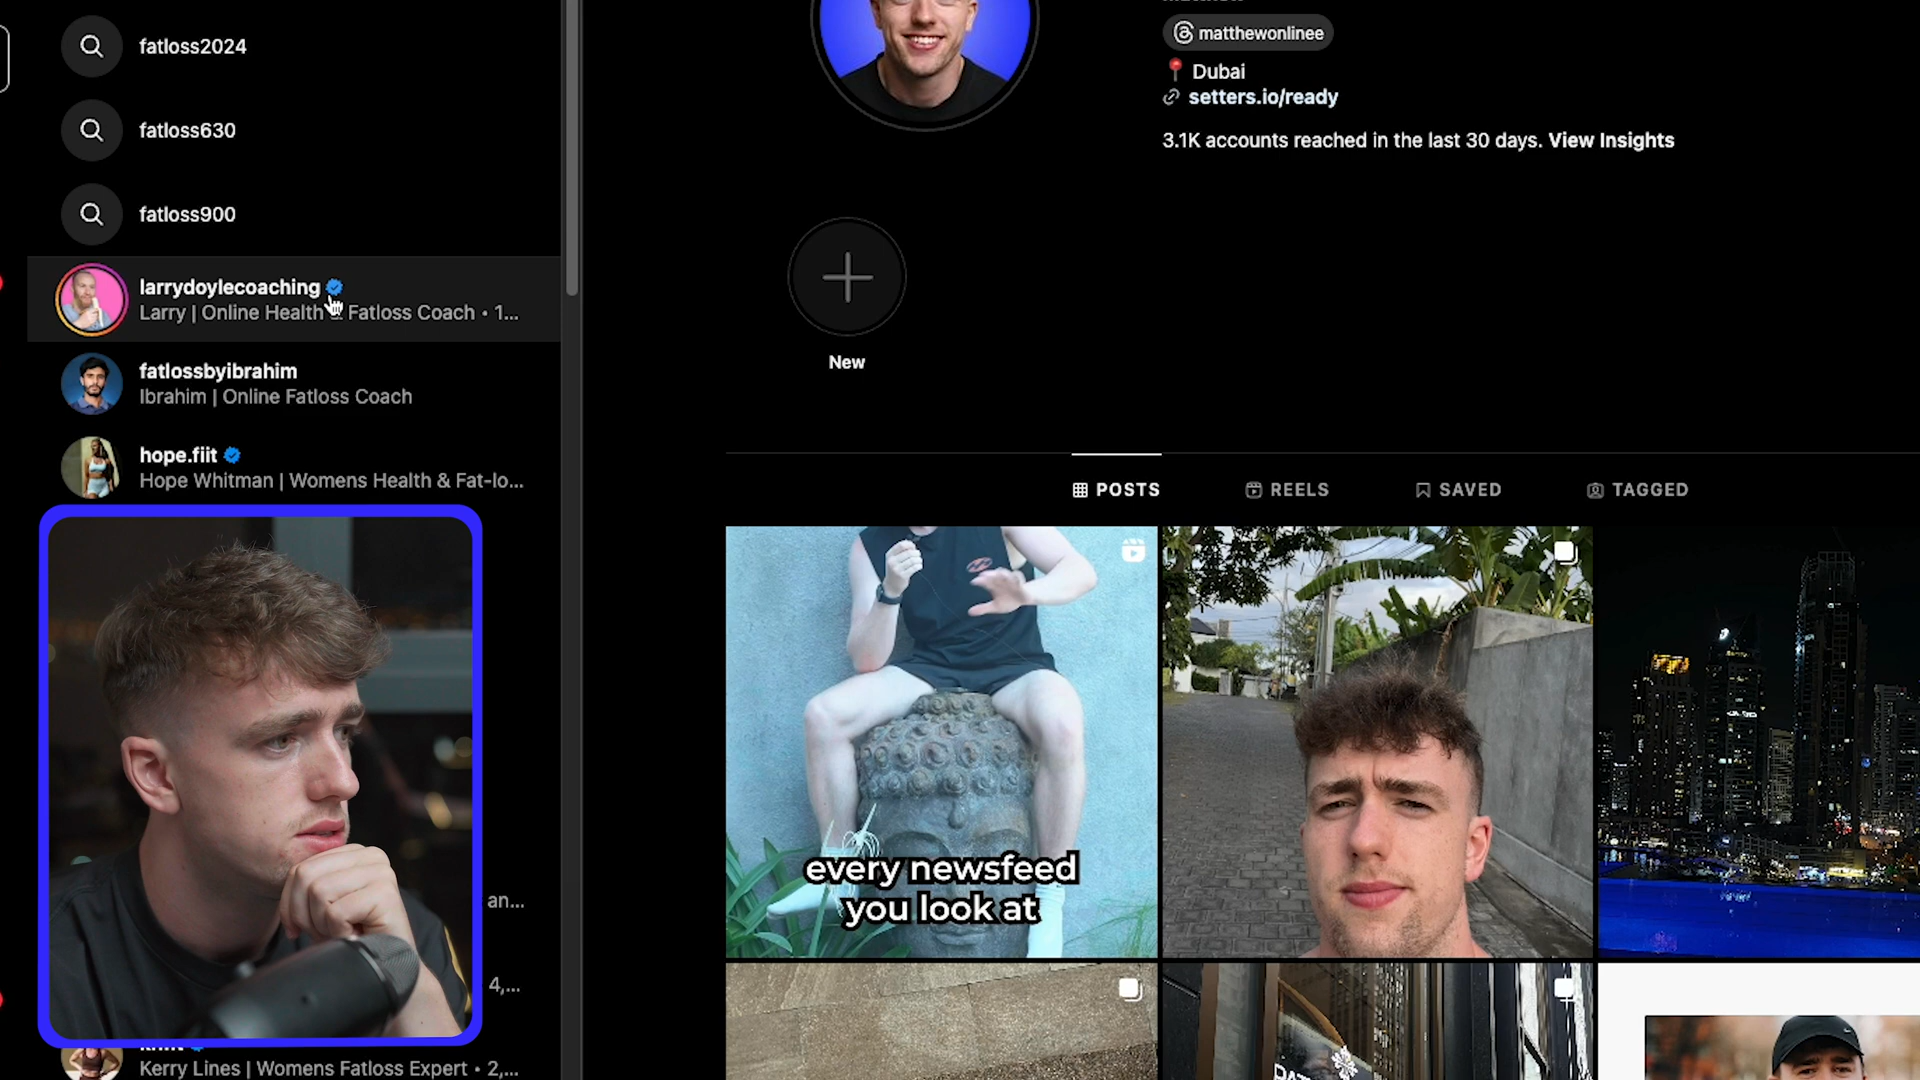 fatloss2024
fatloss630
fatloss900
larrydoylecoaching
Larry | Online Health & Fatloss Coach • 1...
fatlossbyibrahim
Ibrahim | Online Fatloss Coach
hope.fiit
Hope Whitman | Womens Health & Fat-lo...
an...
4,...
Kerry Lines | Womens Fatloss Expert • 2,...
matthewonlinee
Dubai
setters.io/ready
3.1K accounts reached in the last 30 days. View Insights
New
POSTS
REELS
SAVED
TAGGED
every newsfeed
you look at